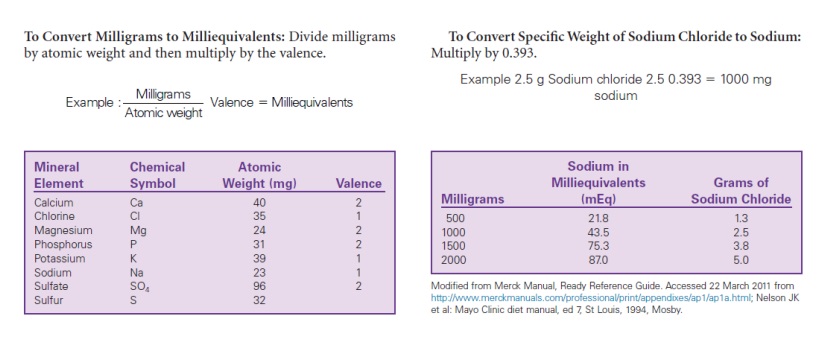 To Convert Milligrams to Milliequivalents: Divide milligrams
by atomic weight and then multiply by the valence.
Example : Milligrams
Atomic weight Valence = Milliequivalents
Mineral Element Chemical Symbol Atomic Weight (mg) Valence
Calcium Ca 40 2
Chlorine Cl 35 1
Magnesium Mg 24 2
Phosphorus P 31 2
Potassium K 39 1
Sodium Na 23 1
Sulfate SO4 96 2
Sulfur S 32
To Convert Specific Weight of Sodium Chloride to Sodium:
Multiply by 0.393.
Example 2.5 g Sodium chloride 2.5 0.393 = 1000 mg
sodium
Milligrams Sodium in Milliequivalents (mEq) Grams of Sodium Chloride
500 21.8 1.3
1000 43.5 2.5
1500 75.3 3.8
2000 87.0 5.0
Modified from Merck Manual, Ready Reference Guide. Accessed 22 March 2011 from
http://www.merckmanuals.com/professional/print/appendixes/ap1/ap1a.html; Nelson JK
et al: Mayo Clinic diet manual, ed 7, St Louis, 1994, Mosby.